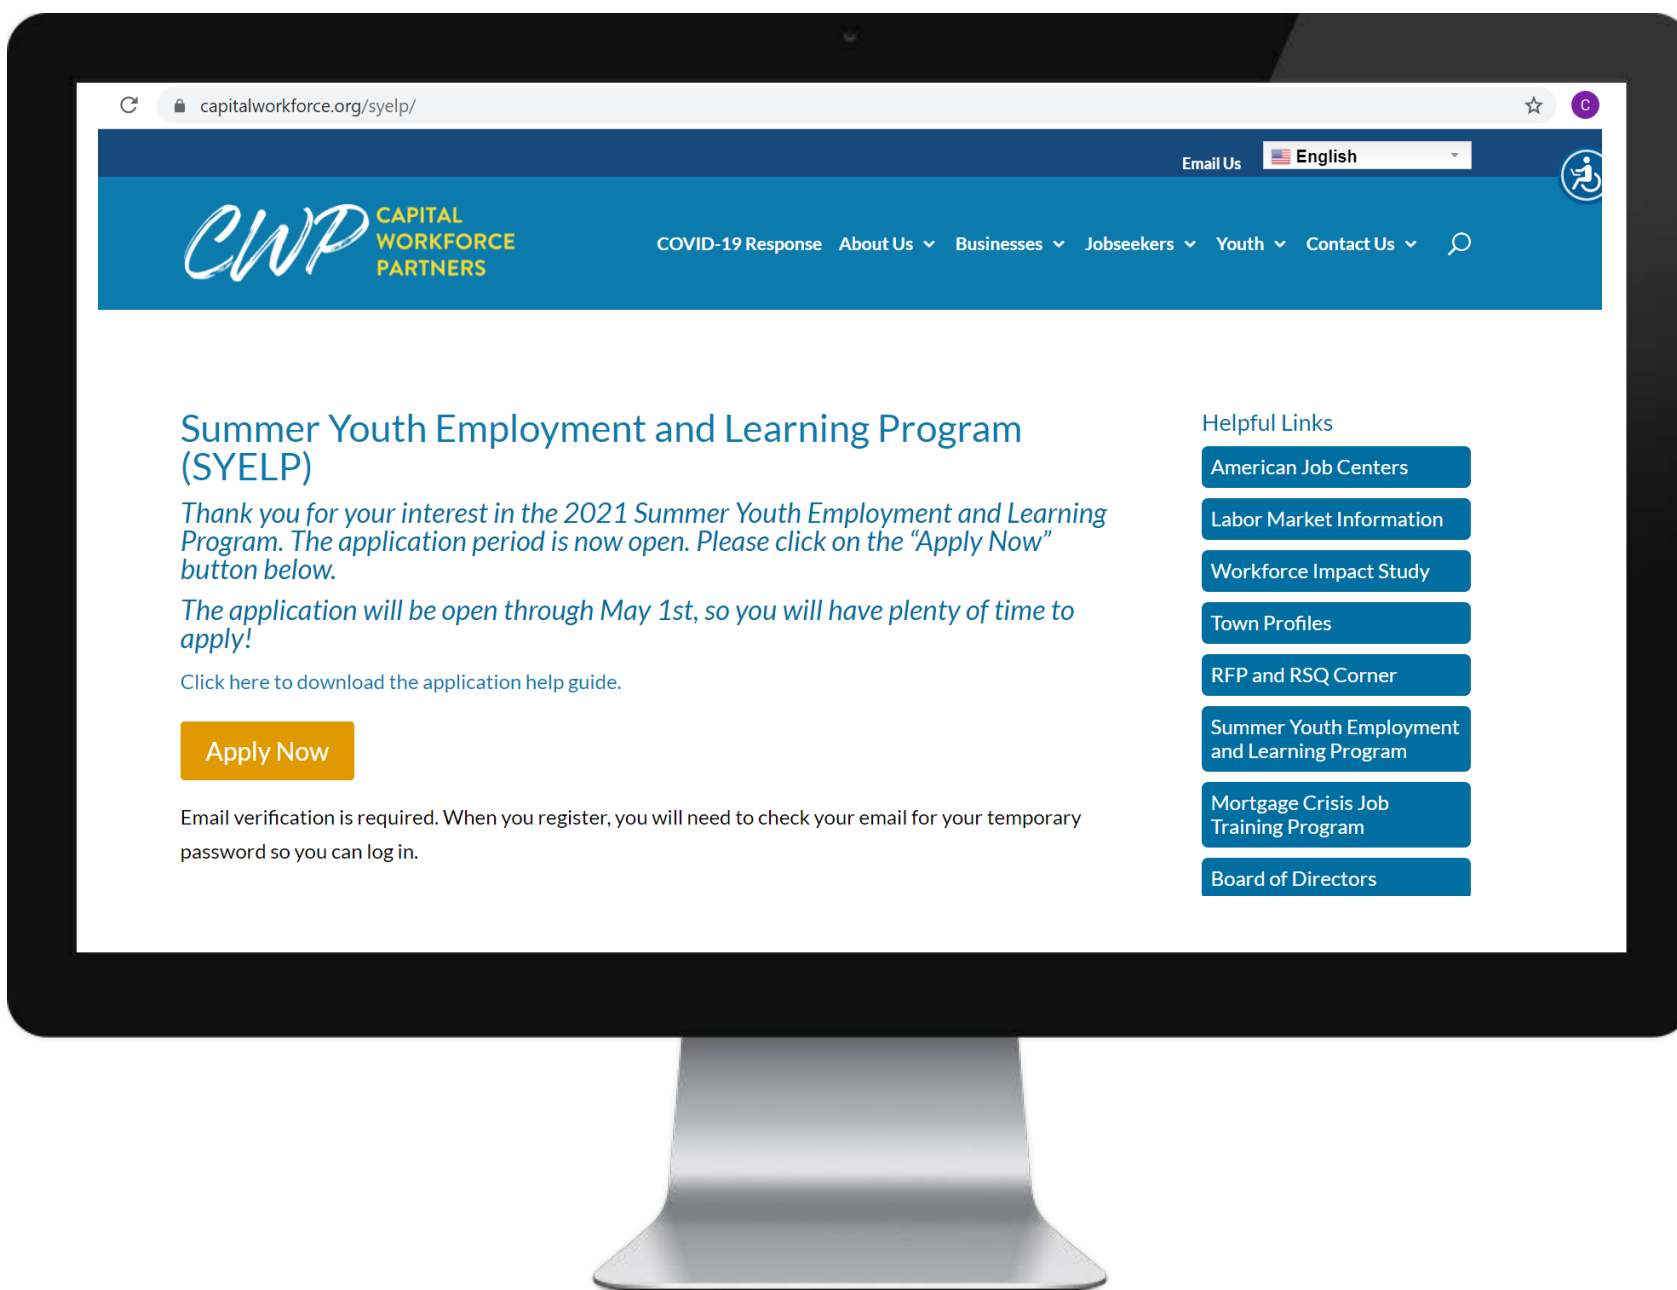 capitalworkforce.org/syelp/
C
Email Us
English
CWP CAPITAL
WORKFORCE
PARTNERS
COVID-19 Response About Us Businesses Jobseekers Youth Contact Us
Summer Youth Employment and Learning Program
(SYELP)
Thank you for your interest in the 2021 Summer Youth Employment and Learning
Program. The application period is now open. Please click on the “Apply Now”
button below.
The application will be open through May 1st, so you will have plenty of time to
apply!
Click here to download the application help guide.
Apply Now
Email verification is required. When you register, you will need to check your email for your temporary
password so you can log in.
Helpful Links
American Job Centers
Labor Market Information
Workforce Impact Study
Town Profiles
RFP and RSQ Corner
Summer Youth Employment
and Learning Program
Mortgage Crisis Job
Training Program
Board of Directors